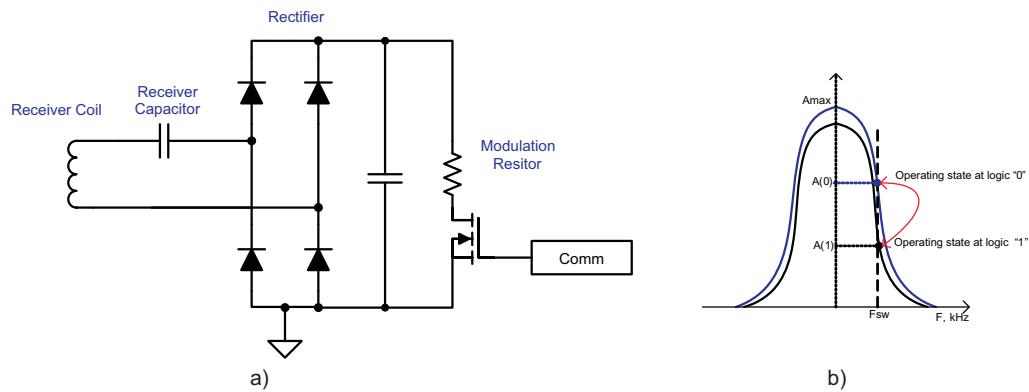 Rectifier
Receiver
Capacitor
Receiver Coil
Modulation
Resitor
Comm
a)
Amax
A(0)
Operating state at logic “0”
A(1)
Operating state at logic “1”
Fsw
F, kHz
b)